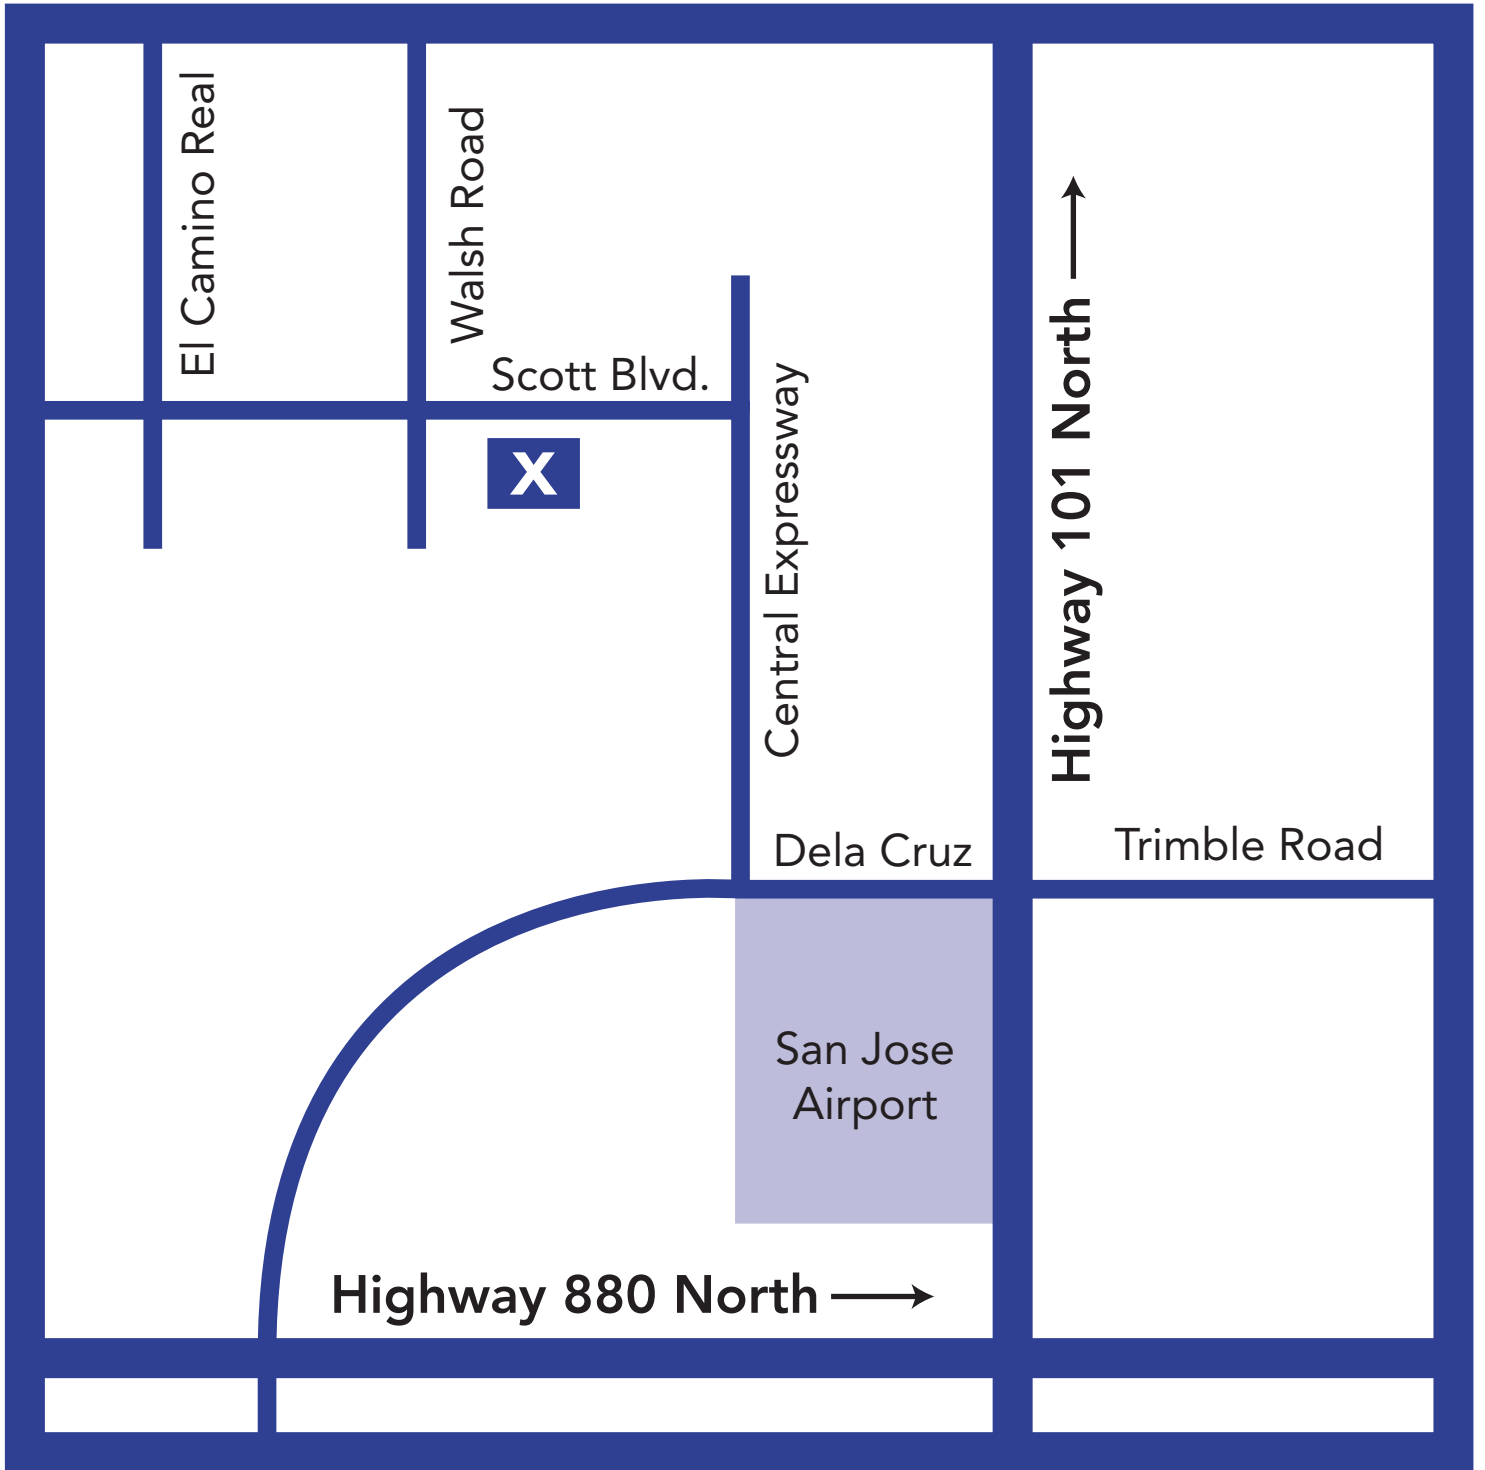 El Camino Real
Walsh Road
Scott Blvd.
X
Central Expressway
Highway 101 North
Dela Cruz
Trimble Road
San Jose
Airport
Highway 880 North